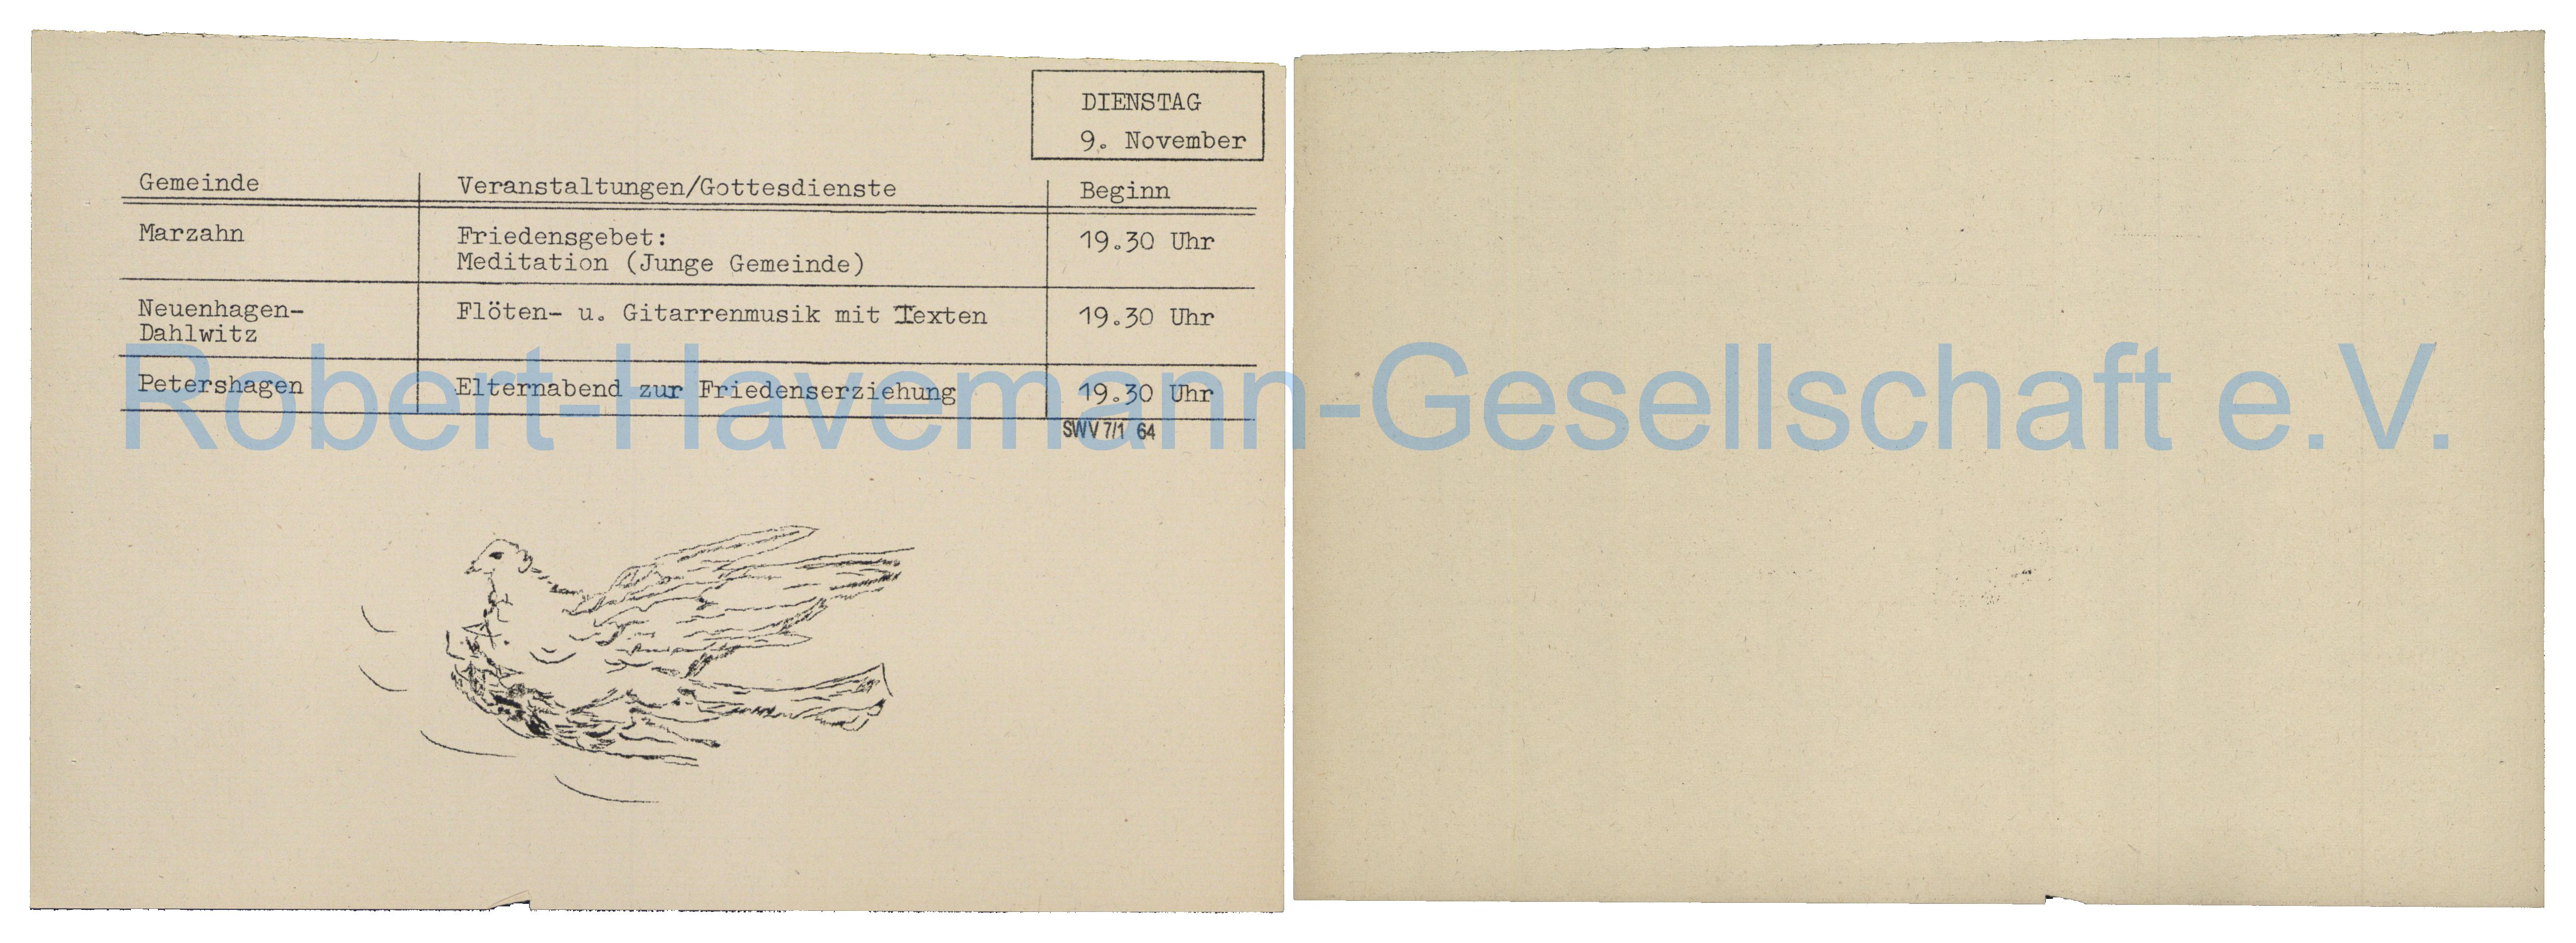 DIENSTAG
9. November
Gemeinde Veranstaltungen/Gottesdienste Beginn
Marzahn Friedensgebet: 19.30 Uhr
Meditation (Junge Gemeinde)
Neuenhagen- Flöten- u. Gitarrenmusik mit Texten 19.30 Uhr
Dahlwitz
Petershagen Elternabend zur Friedenserziehung 19.30 Uhr
Robert-Havemann-Gesellschaft e.V.
SWV 7/1 64